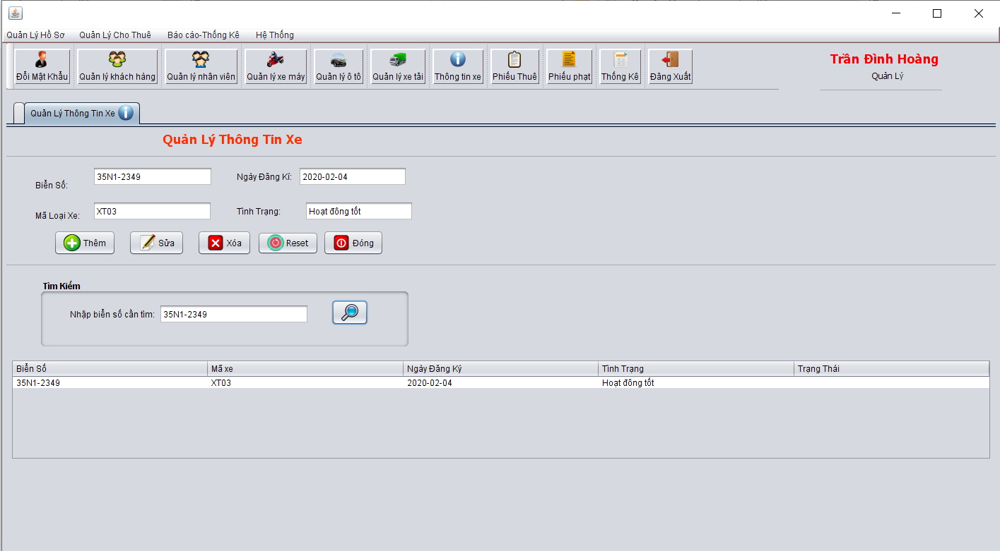 Quản Lý Hồ Sơ Quản Lý Cho Thuê Báo cáo-Thống Kê Hệ Thống
Đổi Mật Khẩu Quản lý khách hàng Quản lý nhân viên Quản lý xe máy Quản lý ô tô Quản lý xe tải Thông tin xe Phiếu Thuê Phiếu phạt Thống Kê Đăng Xuất
Trần Đình Hoàng
Quản Lý
Quản Lý Thông Tin Xe
Quản Lý Thông Tin Xe
Biển Số: 35N1-2349 Ngày Đăng Kí: 2020-02-04
Mã Loại Xe: XT03 Tình Trạng: Hoạt đông tốt
Thêm Sửa Xóa Reset Đóng
Tìm Kiếm
Nhập biển số cần tìm: 35N1-2349
Biển Số Mã xe Ngày Đăng Ký Tình Trạng Trạng Thái
35N1-2349 XT03 2020-02-04 Hoạt đông tốt